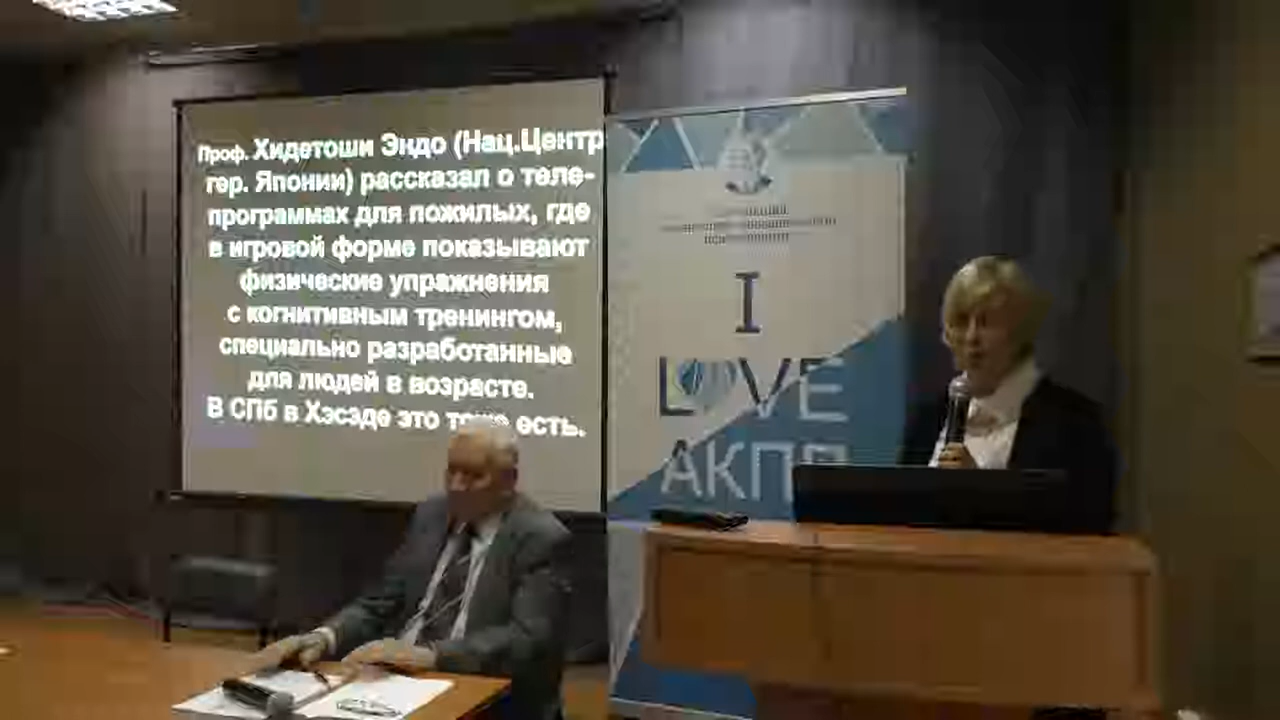 Проф. Хидетоши Эндо (Нац.Центр
гер. Японии) рассказал о теле-
программах для пожилых, где
в игровой форме показывают
физические упражнения
с когнитивным тренингом,
специально разработанные
для людей в возрасте.
В СПб в Хэсэде это тоже есть.
I
LOVE
АКПП